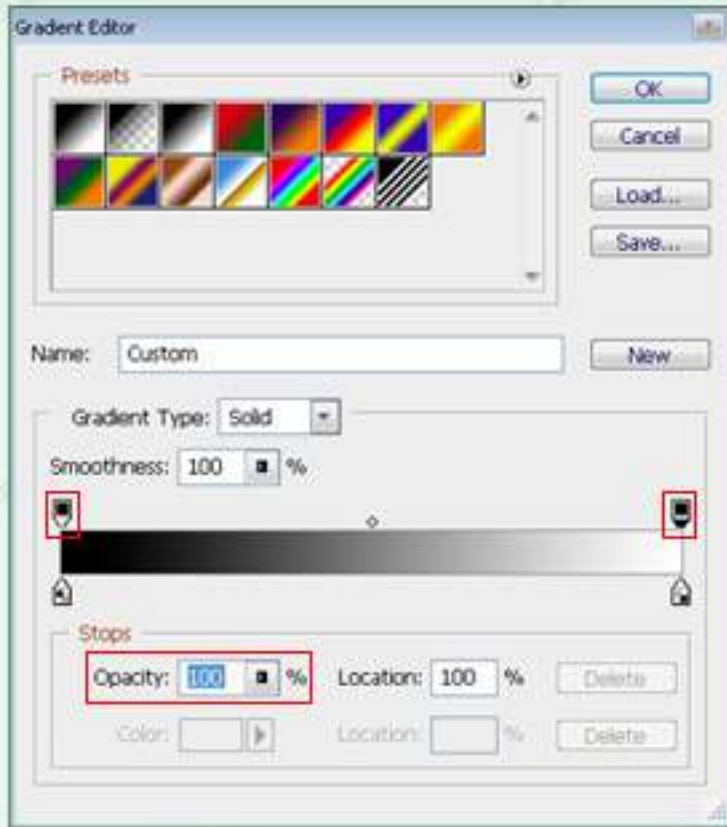 Gradient Editor
Presets
OK
Cancel
Load...
Save...
Name: Custom
New
Gradient Type: Solid
Smoothness: 100 %
Stops
Opacity: 100 % Location: 100 % Delete
Color: Location: % Delete